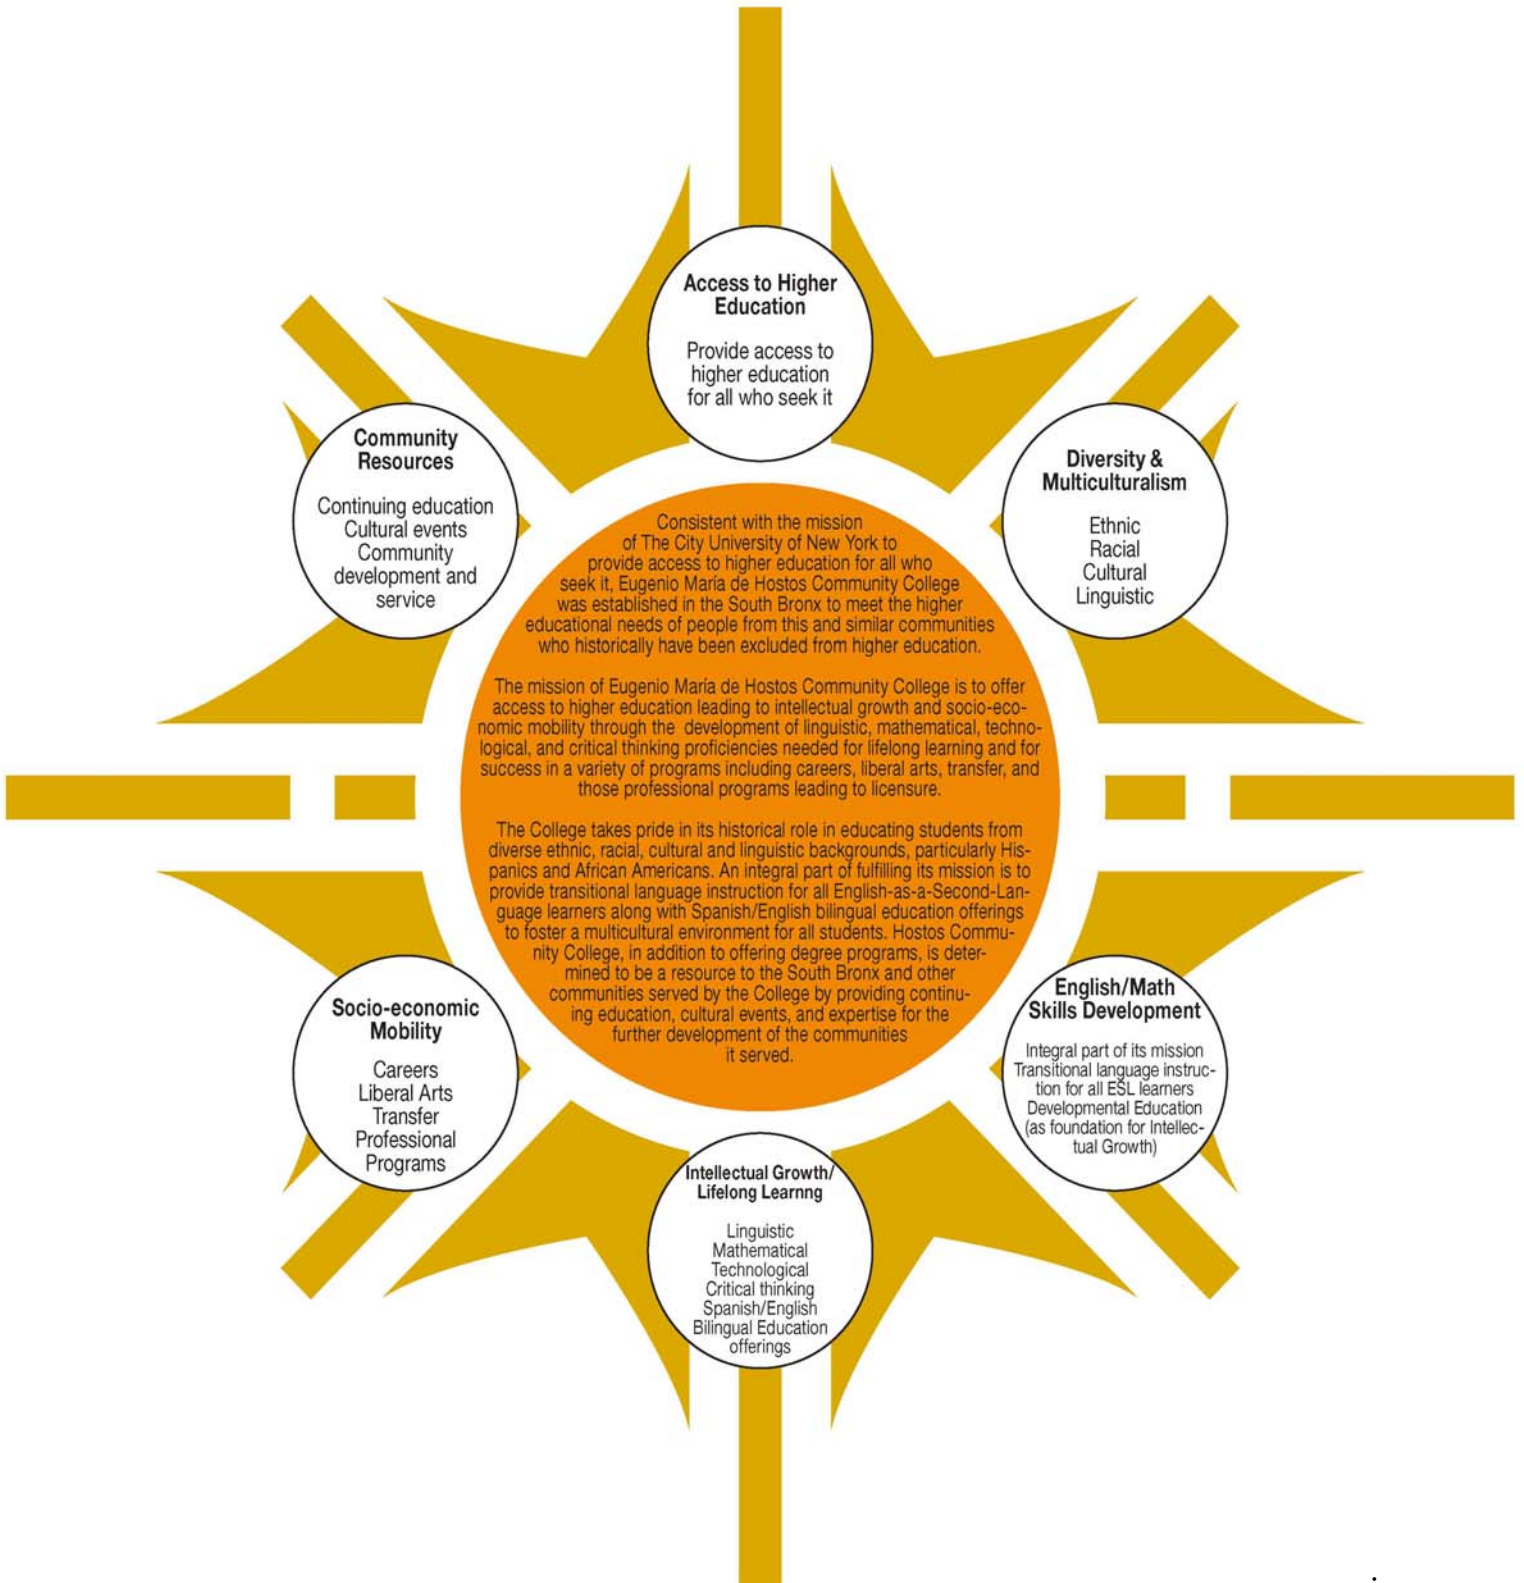 Access to Higher
Education
Provide access to
higher education
for all who seek it
Community
Resources
Continuing education
Cultural events
Community
development and
service
Diversity &
Multiculturalism
Ethnic
Racial
Cultural
Linguistic
Consistent with the mission
of The City University of New York to
provide access to higher education for all who
seek it, Eugenio María de Hostos Community College
was established in the South Bronx to meet the higher
educational needs of people from this and similar communities
who historically have been excluded from higher education.
The mission of Eugenio María de Hostos Community College is to offer
access to higher education leading to intellectual growth and socio-eco-
nomic mobility through the development of linguistic, mathematical, techno-
logical, and critical thinking proficiencies needed for lifelong learning and for
success in a variety of programs including careers, liberal arts, transfer, and
those professional programs leading to licensure.
The College takes pride in its historical role in educating students from
diverse ethnic, racial, cultural and linguistic backgrounds, particularly His-
panics and African Americans. An integral part of fulfilling its mission is to
provide transitional language instruction for all English-as-a-Second-Lan-
guage learners along with Spanish/English bilingual education offerings
to foster a multicultural environment for all students. Hostos Commu-
nity College, in addition to offering degree programs, is deter-
mined to be a resource to the South Bronx and other
communities served by the College by providing continu-
ing education, cultural events, and expertise for the
further development of the communities
it served.
Socio-economic
Mobility
Careers
Liberal Arts
Transfer
Professional
Programs
English/Math
Skills Development
Integral part of its mission
Transitional language instruc-
tion for all ESL learners
Developmental Education
(as foundation for Intellec-
tual Growth)
Intellectual Growth/
Lifelong Learnng
Linguistic
Mathematical
Technological
Critical thinking
Spanish/English
Bilingual Education
offerings